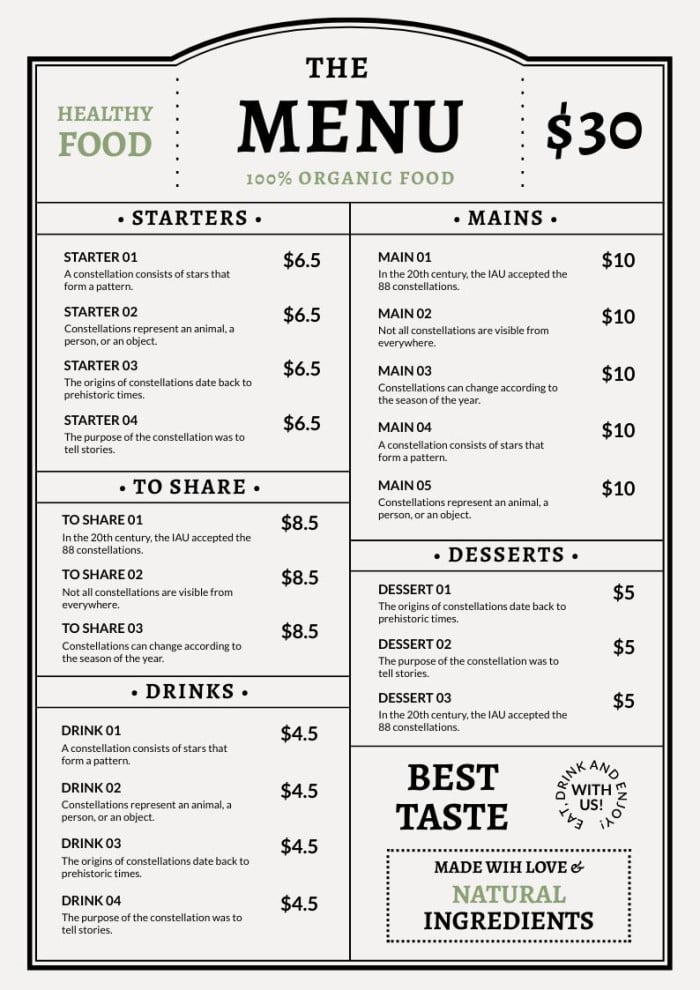 THE
HEALTHY
FOOD
MENU
$30
100% ORGANIC FOOD
• STARTERS •
STARTER 01
$6.5
A constellation consists of stars that
form a pattern.
STARTER 02
$6.5
Constellations represent an animal, a
person, or an object.
STARTER 03
$6.5
The origins of constellations date back to
prehistoric times.
STARTER 04
$6.5
The purpose of the constellation was to
tell stories.
• TO SHARE •
TO SHARE 01
$8.5
In the 20th century, the IAU accepted the
88 constellations.
TO SHARE 02
$8.5
Not all constellations are visible from
everywhere.
TO SHARE 03
$8.5
Constellations can change according to
the season of the year.
• DRINKS •
DRINK 01
$4.5
A constellation consists of stars that
form a pattern.
DRINK 02
$4.5
Constellations represent an animal, a
person, or an object.
DRINK 03
$4.5
The origins of constellations date back to
prehistoric times.
DRINK 04
$4.5
The purpose of the constellation was to
tell stories.
• MAINS •
MAIN 01
$10
In the 20th century, the IAU accepted the
88 constellations.
MAIN 02
$10
Not all constellations are visible from
everywhere.
MAIN 03
$10
Constellations can change according to
the season of the year.
MAIN 04
$10
A constellation consists of stars that
form a pattern.
MAIN 05
$10
Constellations represent an animal, a
person, or an object.
• DESSERTS •
DESSERT 01
$5
The origins of constellations date back to
prehistoric times.
DESSERT 02
$5
The purpose of the constellation was to
tell stories.
DESSERT 03
$5
In the 20th century, the IAU accepted the
88 constellations.
BEST
TASTE
EAT, DRINK AND ENJOY!
WITH
US!
MADE WIH LOVE &
NATURAL
INGREDIENTS